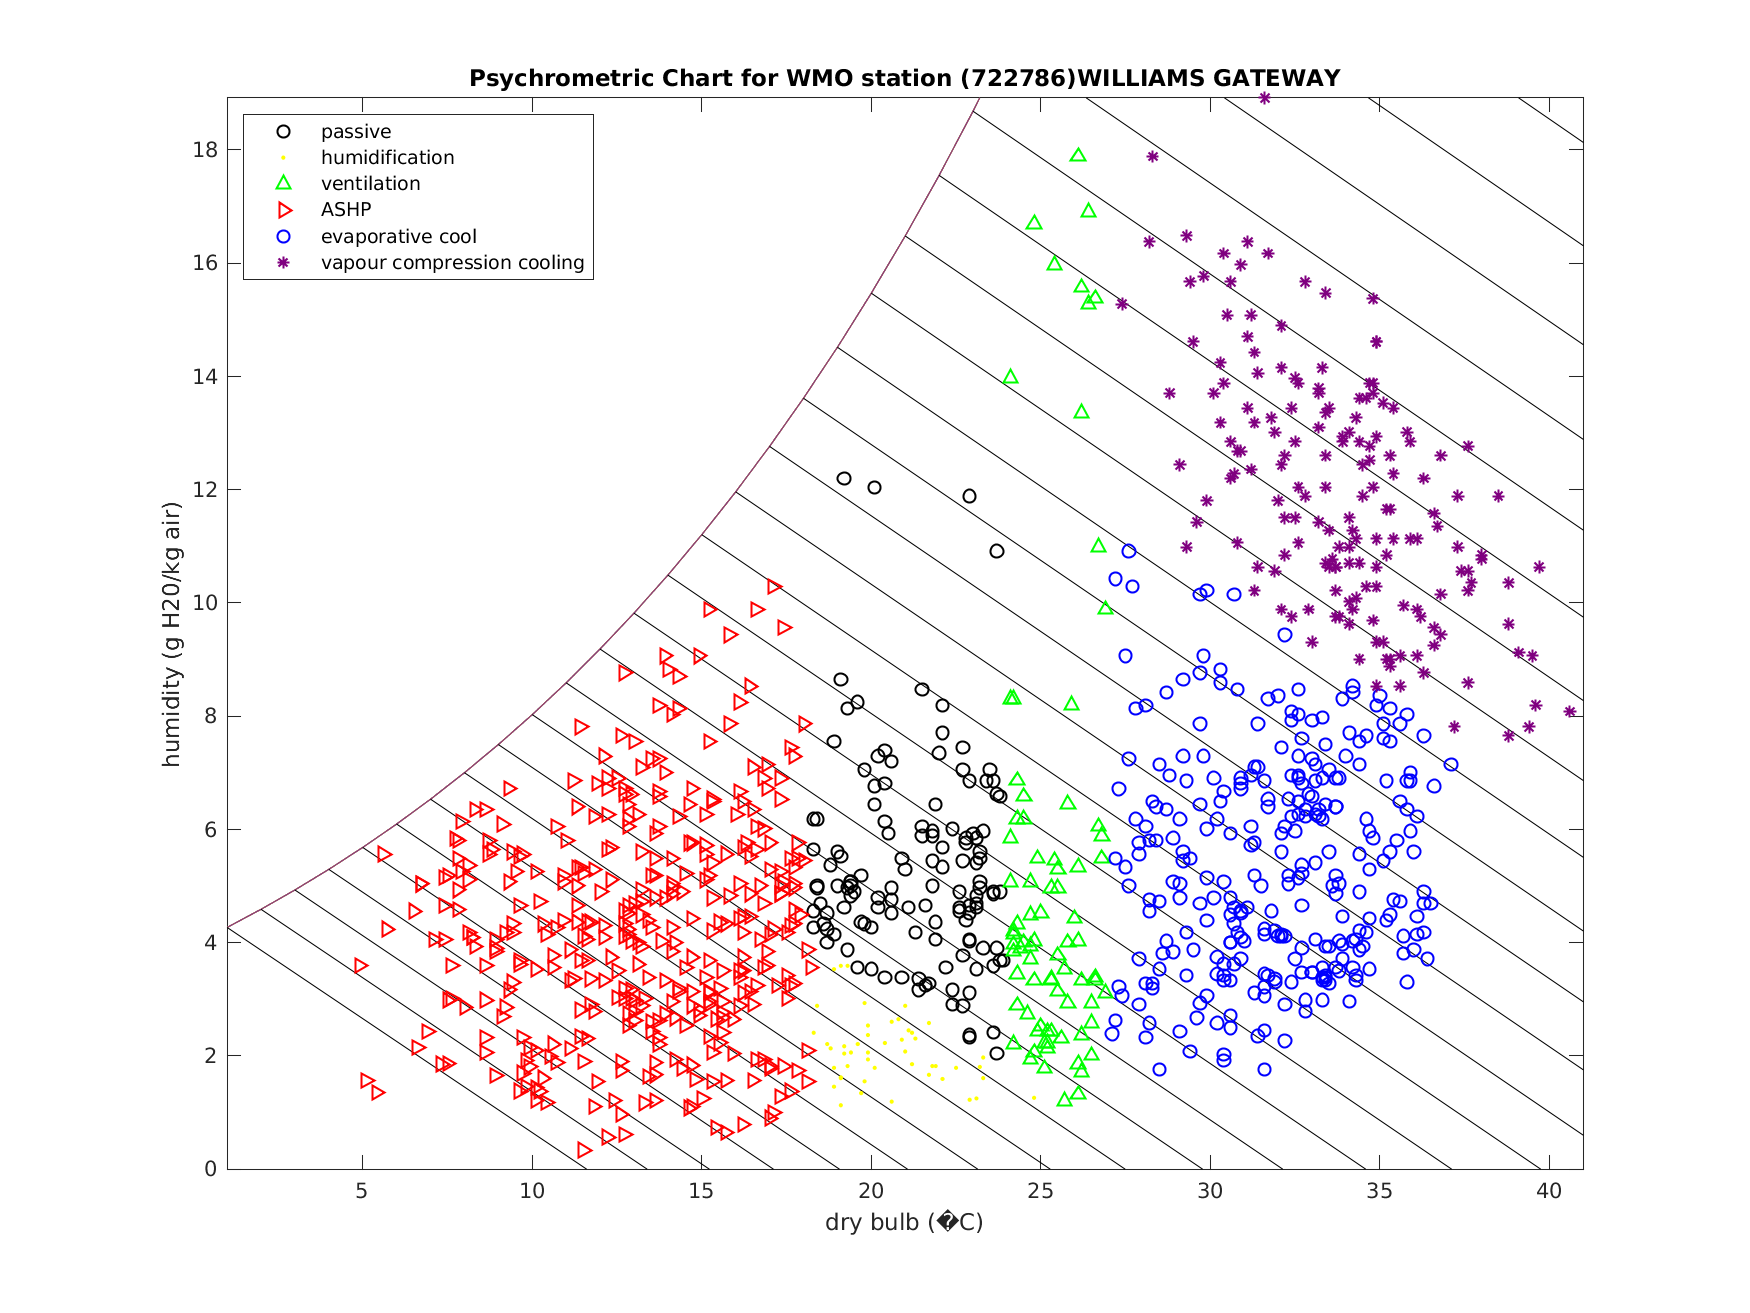 Psychrometric Chart for WMO station (722786)WILLIAMS GATEWAY
passive
humidification
ventilation
ASHP
evaporative cool
vapour compression cooling
humidity (g H20/kg air)
18
16
14
12
10
8
6
4
2
0
5 10 15 20 25 30 35 40
dry bulb (�C)